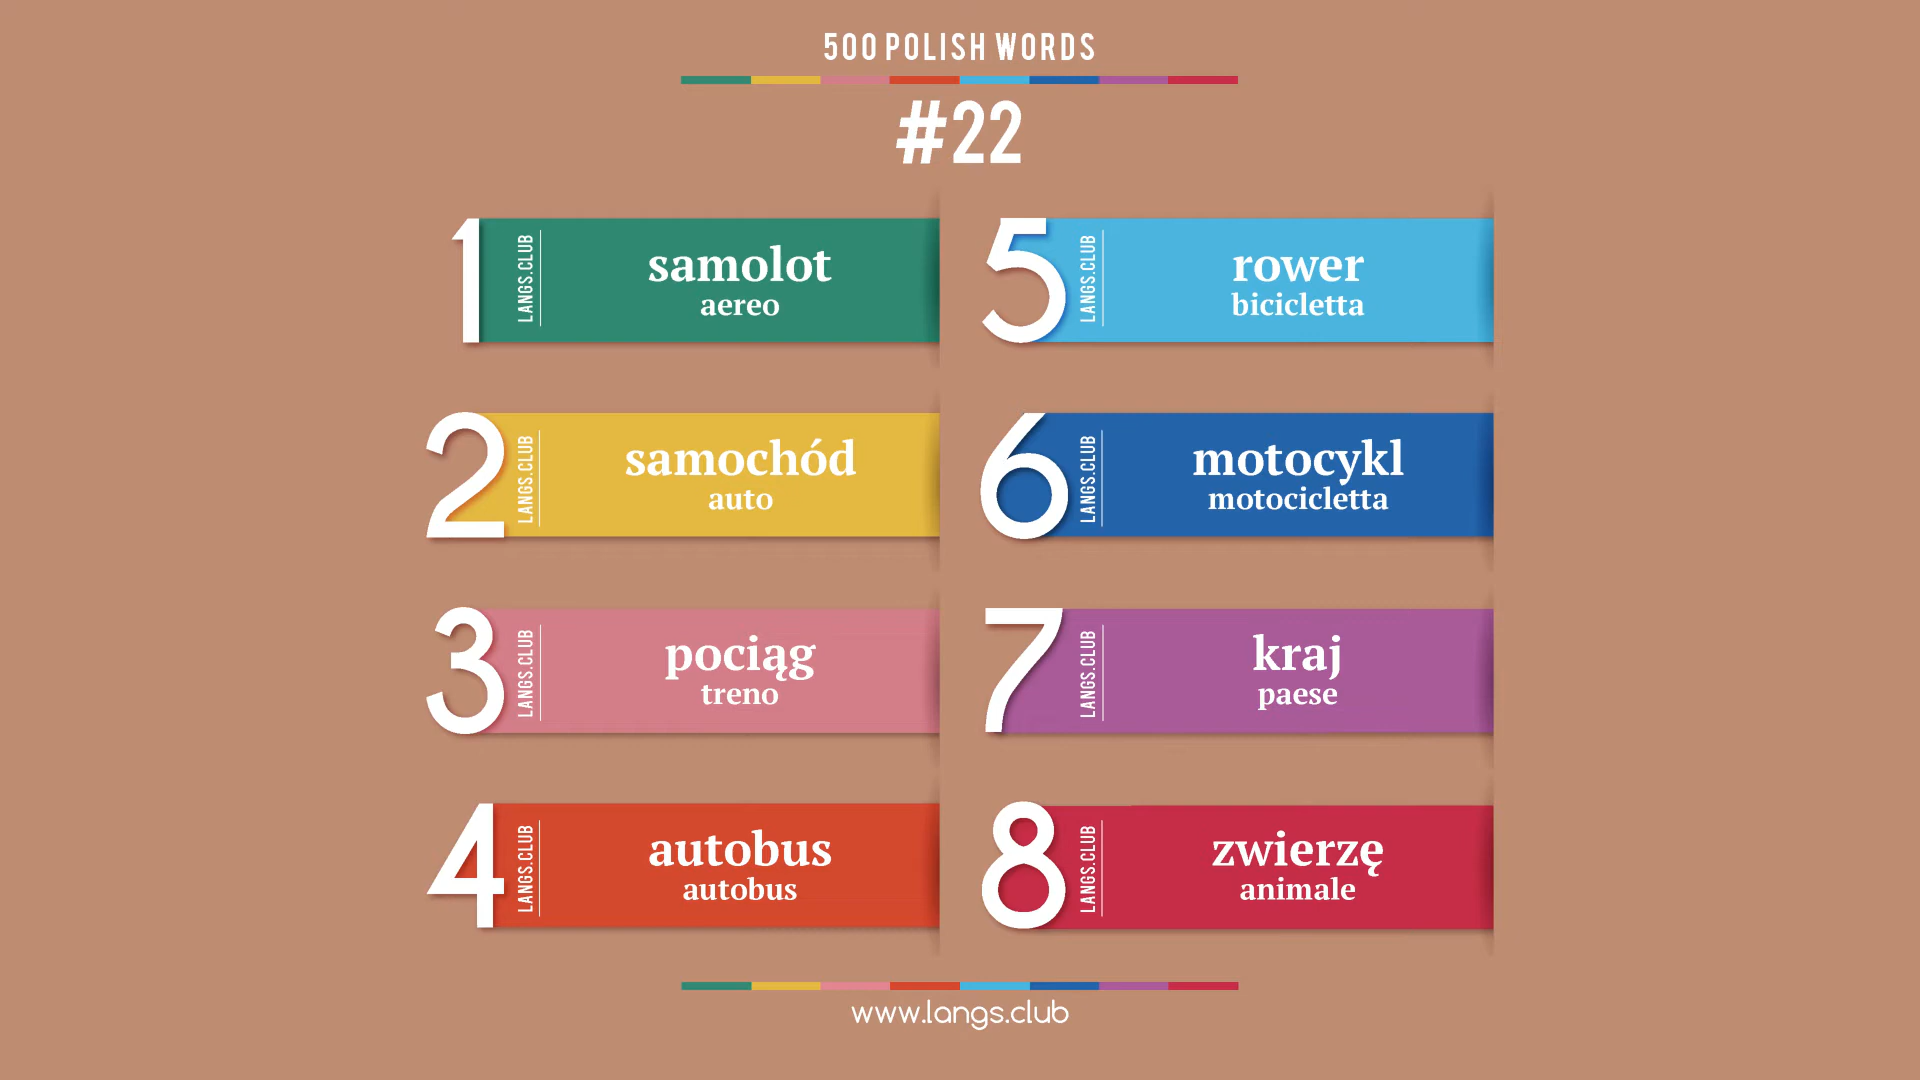 500 POLISH WORDS
#22
1
LANGS.CLUB
samolot
aereo
2
LANGS.CLUB
samochód
auto
3
LANGS.CLUB
pociąg
treno
4
LANGS.CLUB
autobus
autobus
5
LANGS.CLUB
rower
bicicletta
6
LANGS.CLUB
motocykl
motocicletta
7
LANGS.CLUB
kraj
paese
8
LANGS.CLUB
zwierzę
animale
www.langs.club